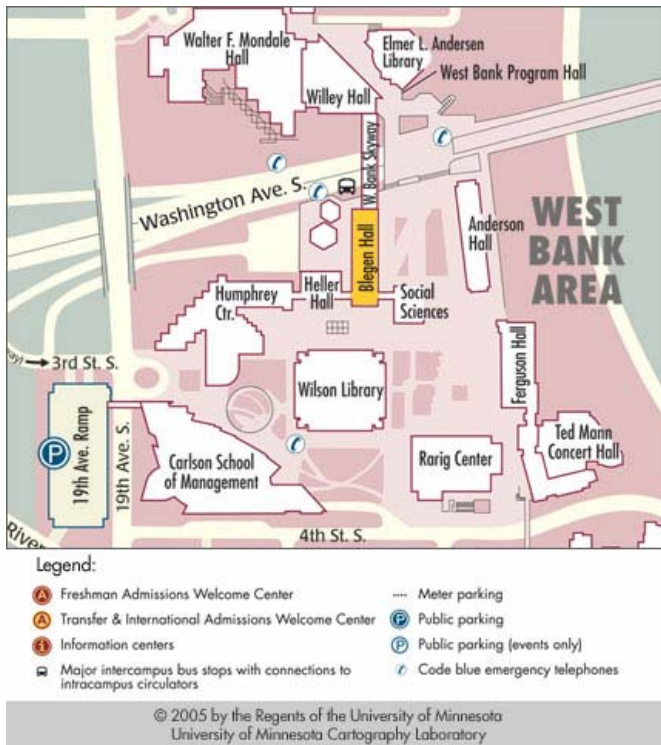 Walter F. Mondale
Hall
Elmer L. Andersen
Library
West Bank Program Hall
Willey Hall
W. Bank Skyway
Washington Ave. S.
Anderson
Hall
WEST
BANK
AREA
Blegen Hall
Heller
Hall
Humphrey
Ctr.
Social
Sciences
3rd St. S.
Wilson Library
Ferguson Hall
P
19th Ave. Ramp
19th Ave. S.
Carlson School
of Management
Rarig Center
Ted Mann
Concert Hall
River
4th St. S.
Legend:
A Freshman Admissions Welcome Center
A Transfer & International Admissions Welcome Center
i Information centers
Major intercampus bus stops with connections to
intracampus circulators
Meter parking
P Public parking
P Public parking (events only)
Code blue emergency telephones
© 2005 by the Regents of the University of Minnesota
University of Minnesota Cartography Laboratory